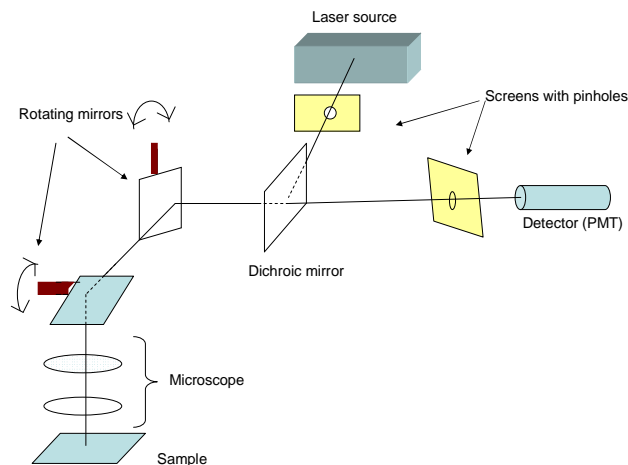 Laser source
Screens with pinholes
Rotating mirrors
Detector (PMT)
Dichroic mirror
Microscope
Sample